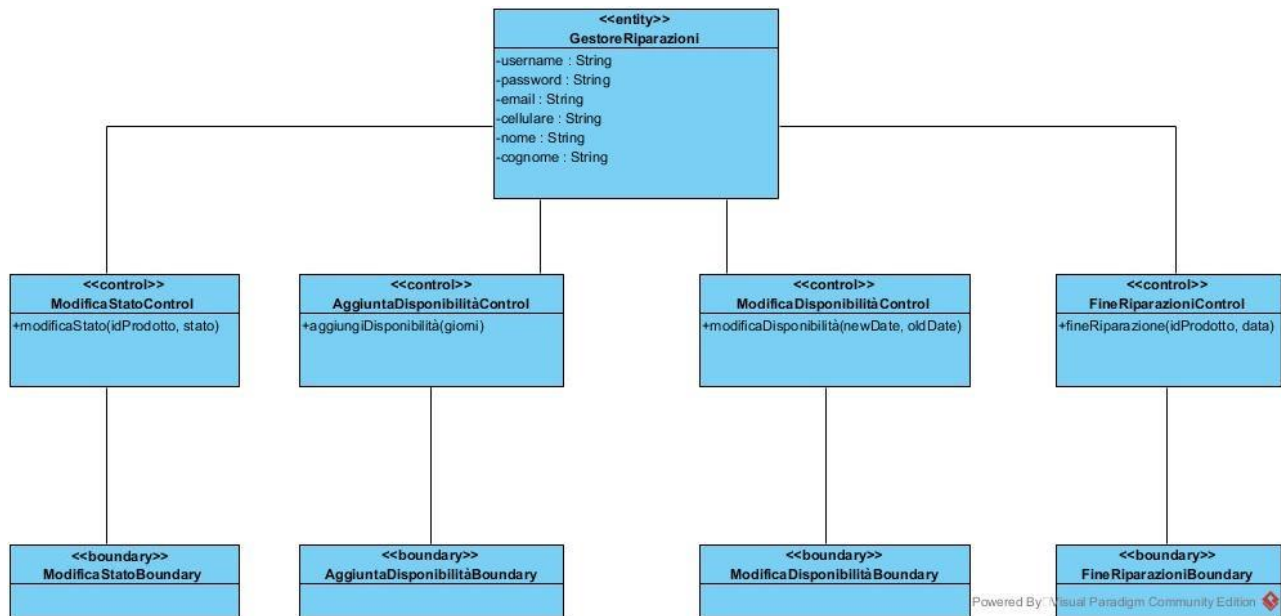 <<entity>>
GestoreRiparazioni
-username : String
-password : String
-email : String
-cellulare : String
-nome : String
-cognome : String
<<control>>
ModificaStatoControl
+modificaStato(idProdotto, stato)
<<control>>
AggiuntaDisponibilitàControl
+aggiungiDisponibilità(giorni)
<<control>>
ModificaDisponibilitàControl
+modificaDisponibilità(newDate, oldDate)
<<control>>
FineRiparazioniControl
+fineRiparazione(idProdotto, data)
<<boundary>>
ModificaStatoBoundary
<<boundary>>
AggiuntaDisponibilitàBoundary
<<boundary>>
ModificaDisponibilitàBoundary
<<boundary>>
FineRiparazioniBoundary
Powered By Visual Paradigm Community Edition